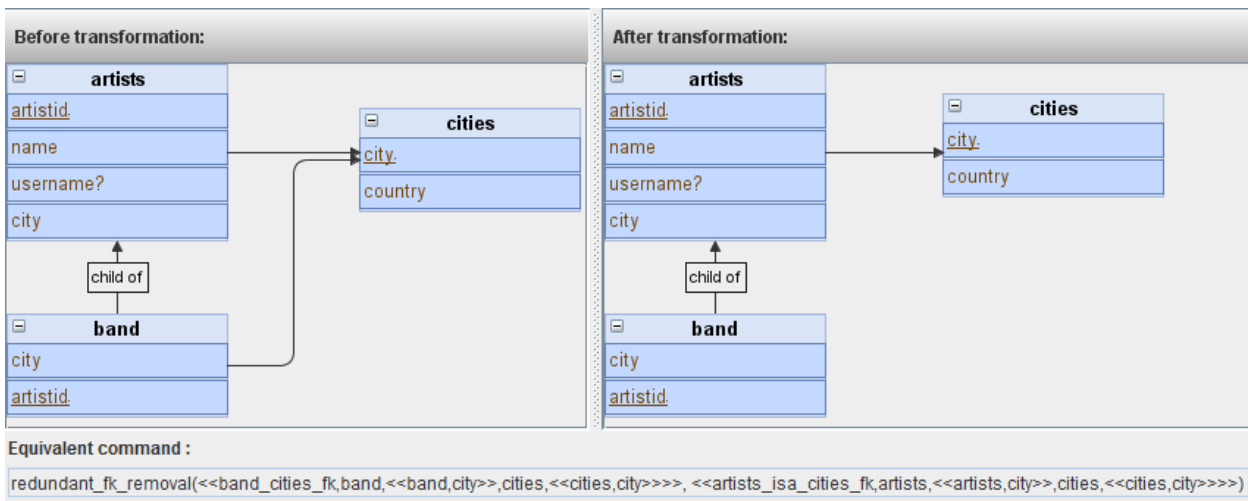 Before transformation:
artists
artistid.
name
username?
city
cities
city.
country
child of
band
city
artistid.
After transformation:
artists
artistid.
name
username?
city
cities
city.
country
child of
band
city
artistid.
Equivalent command :
redundant_fk_removal(<<band_cities_fk,band,<<band,city>>,cities,<<cities,city>>>>, <<artists_isa_cities_fk,artists,<<artists,city>>,cities,<<cities,city>>>>)